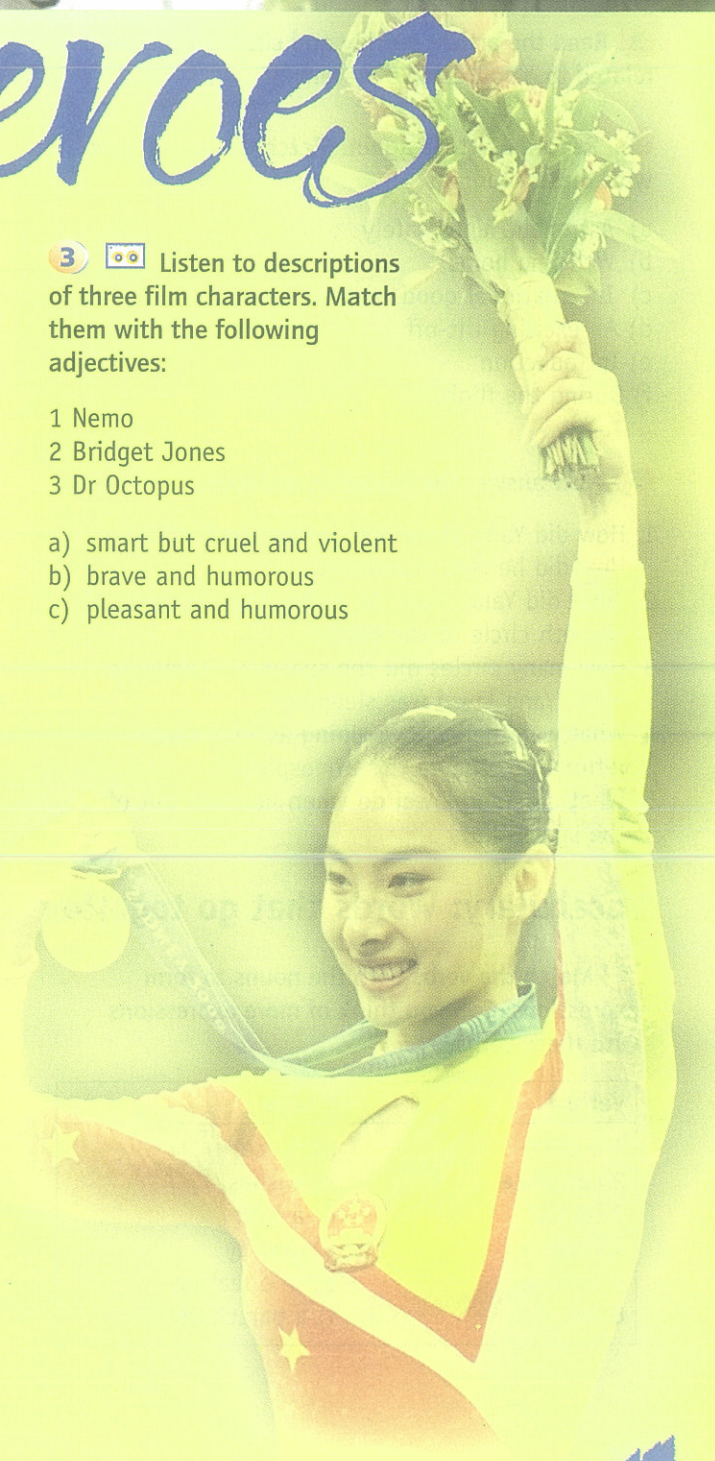 eroes
3 Listen to descriptions
of three film characters. Match
them with the following
adjectives:
1 Nemo
2 Bridget Jones
3 Dr Octopus
a) smart but cruel and violent
b) brave and humorous
c) pleasant and humorous